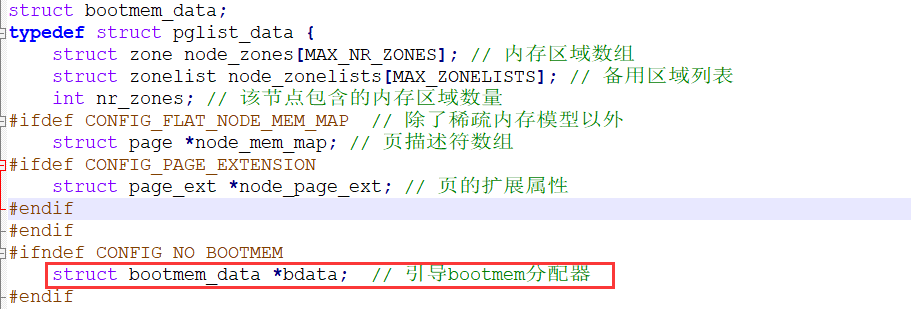 struct bootmem_data;
typedef struct pglist_data {
    struct zone node_zones[MAX_NR_ZONES]; // 内存区域数组
    struct zonelist node_zonelists[MAX_ZONELISTS]; // 备用区域列表
    int nr_zones; // 该节点包含的内存区域数量
#ifdef CONFIG_FLAT_NODE_MEM_MAP  // 除了稀疏内存模型以外
    struct page *node_mem_map; // 页描述符数组
#ifdef CONFIG_PAGE_EXTENSION
    struct page_ext *node_page_ext; // 页的扩展属性
#endif
#endif
#ifndef CONFIG_NO_BOOTMEM
    struct bootmem_data *bdata;  // 引导bootmem分配器
#endif